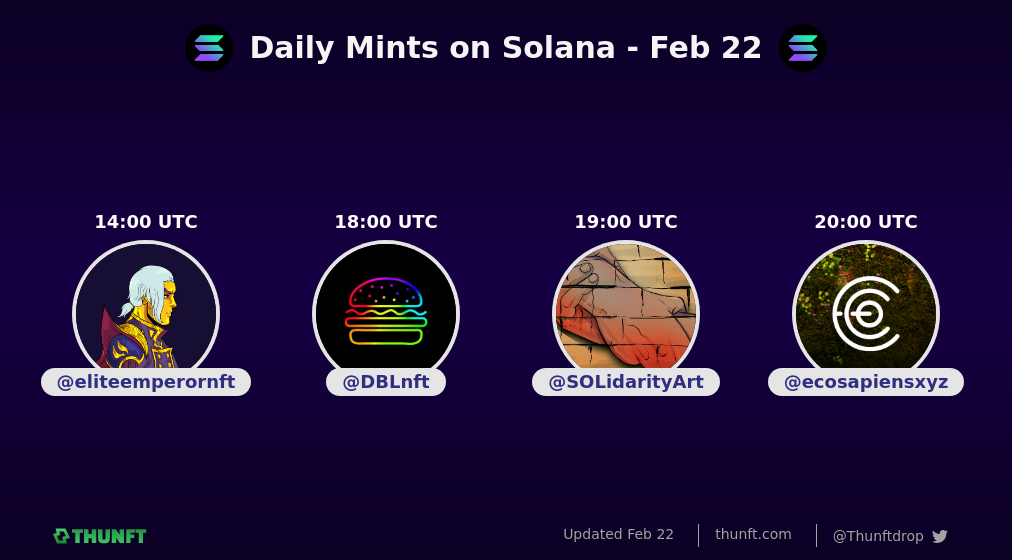 Daily Mints on Solana - Feb 22
14:00 UTC
18:00 UTC
19:00 UTC
20:00 UTC
@eliteemperornft
@DBLnft
@SOLidarityArt
@ecosapiensxyz
THUNFT
Updated Feb 22
thunft.com
@Thunftdrop